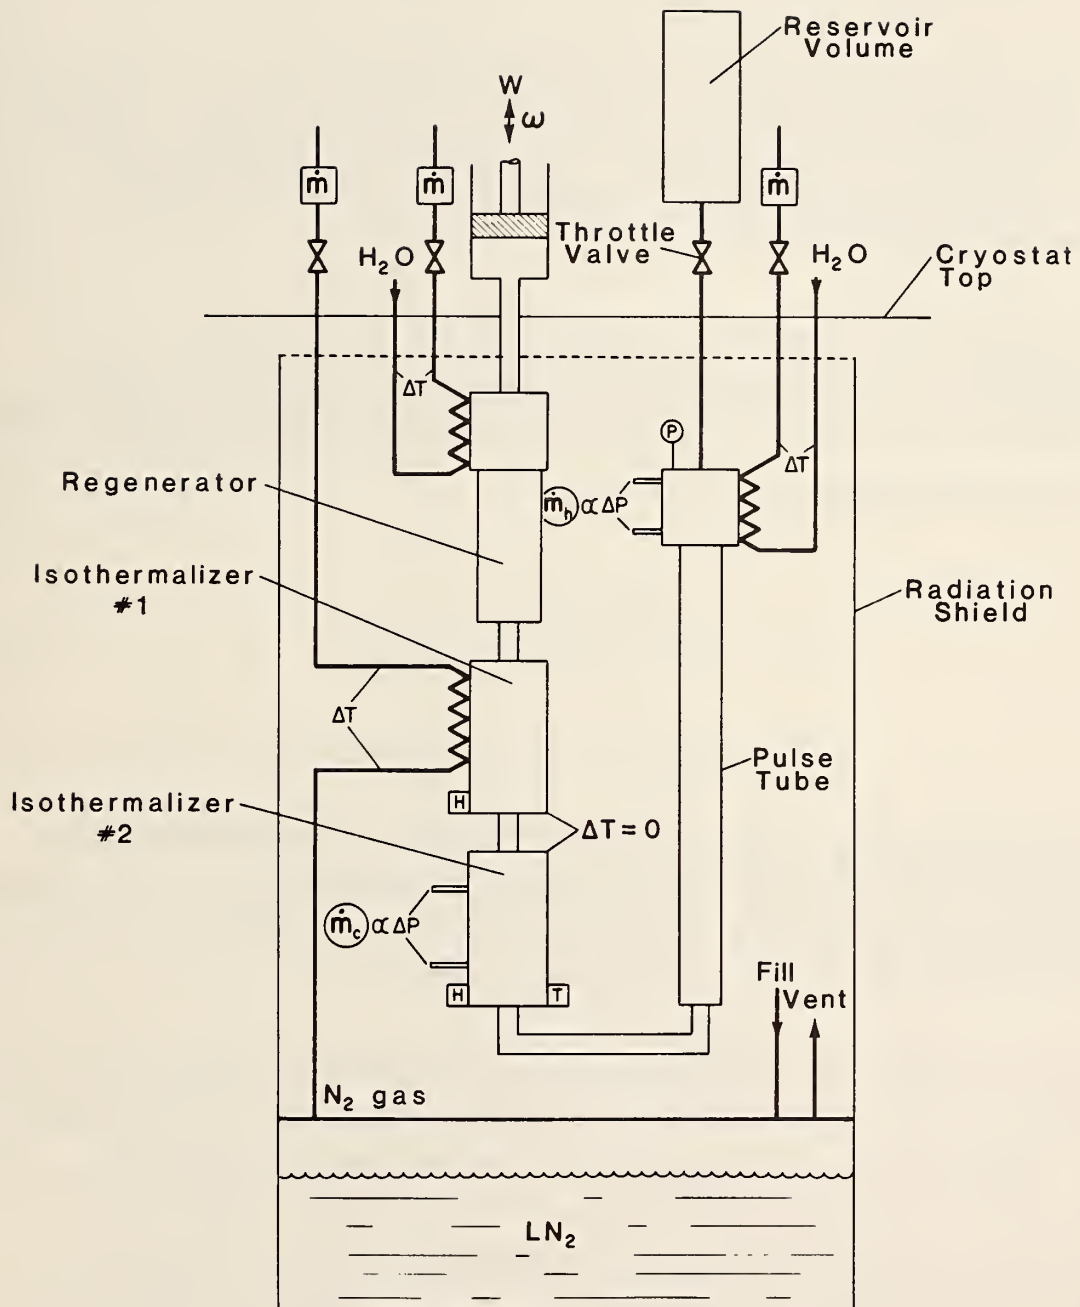 Reservoir
Volume
W
ω
ṁ
ṁ
ṁ
H₂O
Throttle
Valve
H₂O
Cryostat
Top
ΔT
P
ΔT
Regenerator
ṁₕ ∝ ΔP
Isothermalizer
#1
Radiation
Shield
ΔT
Pulse
Tube
Isothermalizer
#2
H
ΔT = 0
ṁ꜀ ∝ ΔP
H
T
Fill
Vent
N₂ gas
LN₂